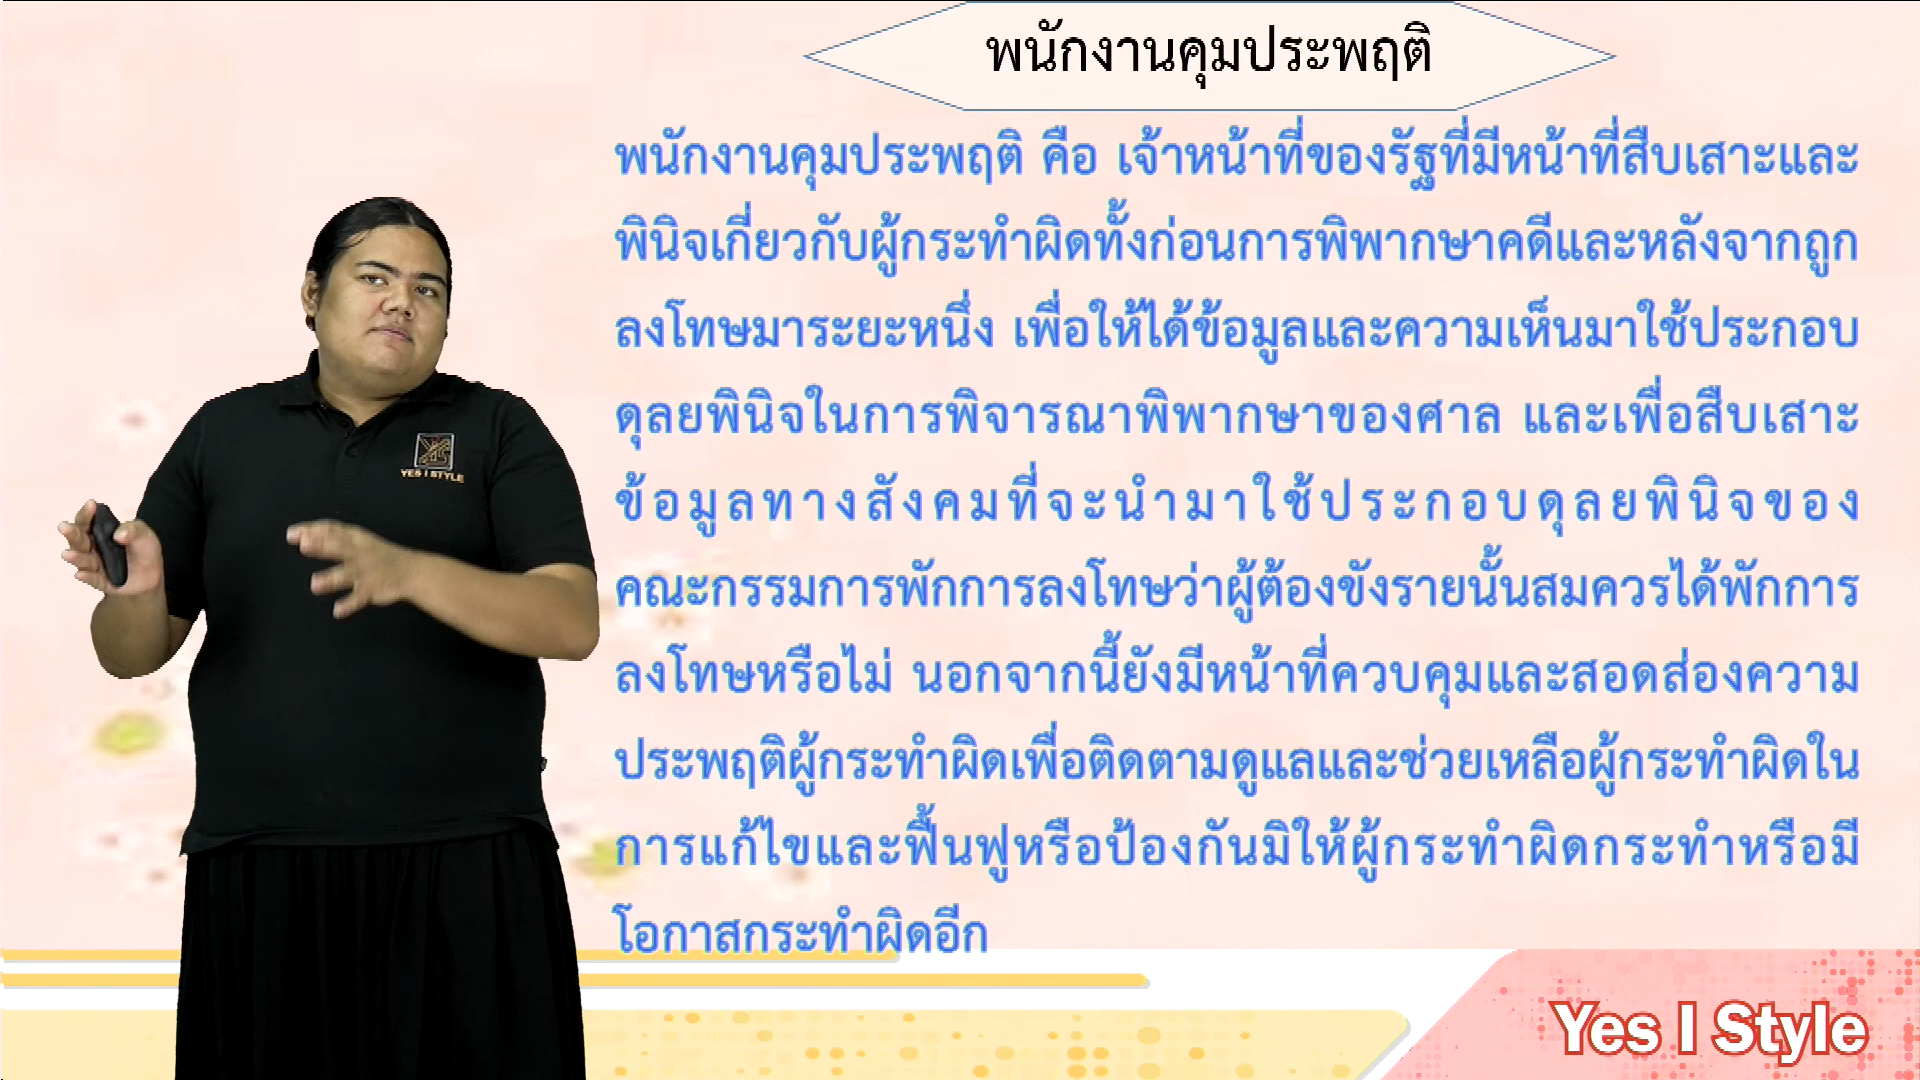 พนักงานคุมประพฤติ
พนักงานคุมประพฤติ คือ เจ้าหน้าที่ของรัฐที่มีหน้าที่สืบเสาะและ
พินิจเกี่ยวกับผู้กระทำผิดทั้งก่อนการพิพากษาคดีและหลังจากถูก
ลงโทษมาระยะหนึ่ง เพื่อให้ได้ข้อมูลและความเห็นมาใช้ประกอบ
ดุลยพินิจในการพิจารณาพิพากษาของศาล และเพื่อสืบเสาะ
ข้อมูลทางสังคมที่จะนำมาใช้ประกอบดุลยพินิจของ
คณะกรรมการพักการลงโทษว่าผู้ต้องขังรายนั้นสมควรได้พักการ
ลงโทษหรือไม่ นอกจากนี้ยังมีหน้าที่ควบคุมและสอดส่องความ
ประพฤติผู้กระทำผิดเพื่อติดตามดูแลและช่วยเหลือผู้กระทำผิดใน
การแก้ไขและฟื้นฟูหรือป้องกันมิให้ผู้กระทำผิดกระทำหรือมี
โอกาสกระทำผิดอีก
YES I STYLE
Yes I Style